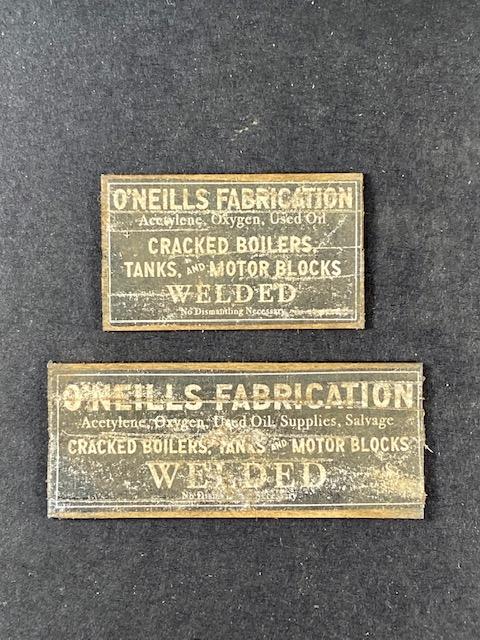 O'NEILLS FABRICATION
Acetylene, Oxygen, Used Oil
CRACKED BOILERS,
TANKS, AND MOTOR BLOCKS
WELDED
No Dismantling Necessary
O'NEILLS FABRICATION
Acetylene, Oxygen, Used Oil, Supplies, Salvage
CRACKED BOILERS, TANKS AND MOTOR BLOCKS
WELDED
No